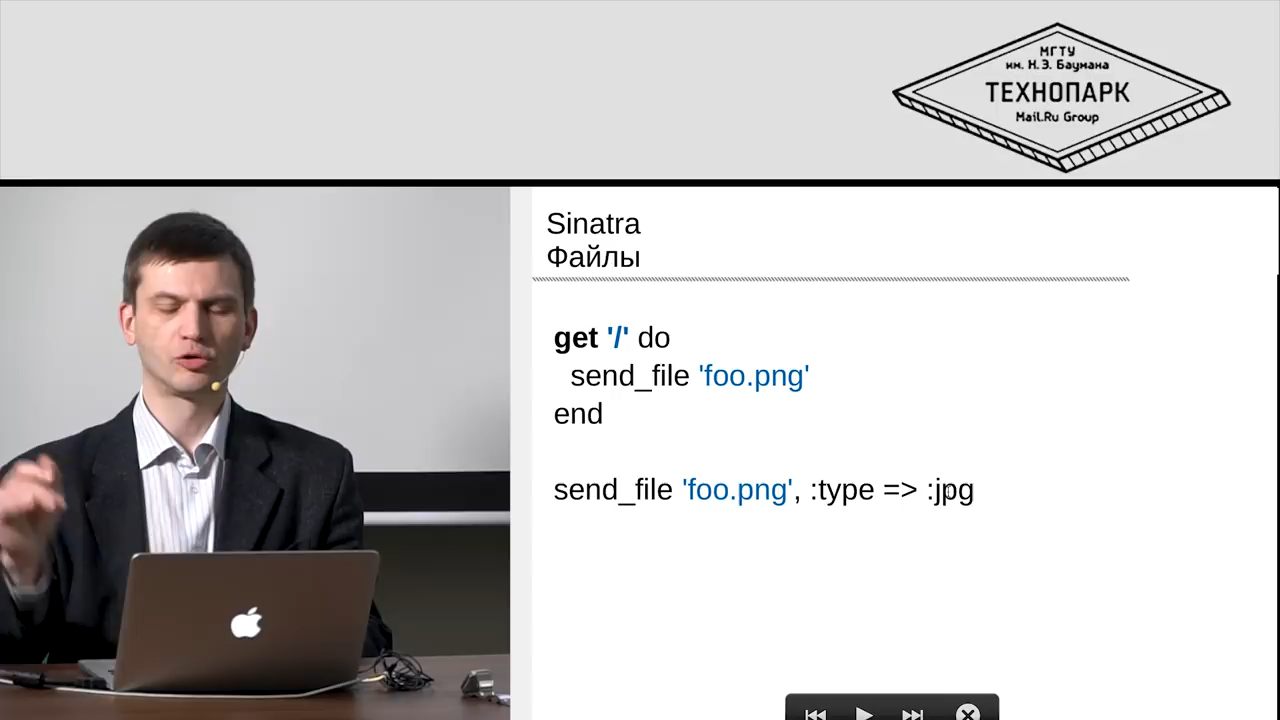 МГТУ
им. Н.Э. Баумана
ТЕХНОПАРК
Mail.Ru Group
Sinatra
Файлы
get '/' do
send_file 'foo.png'
end
send_file 'foo.png', :type => :jpg